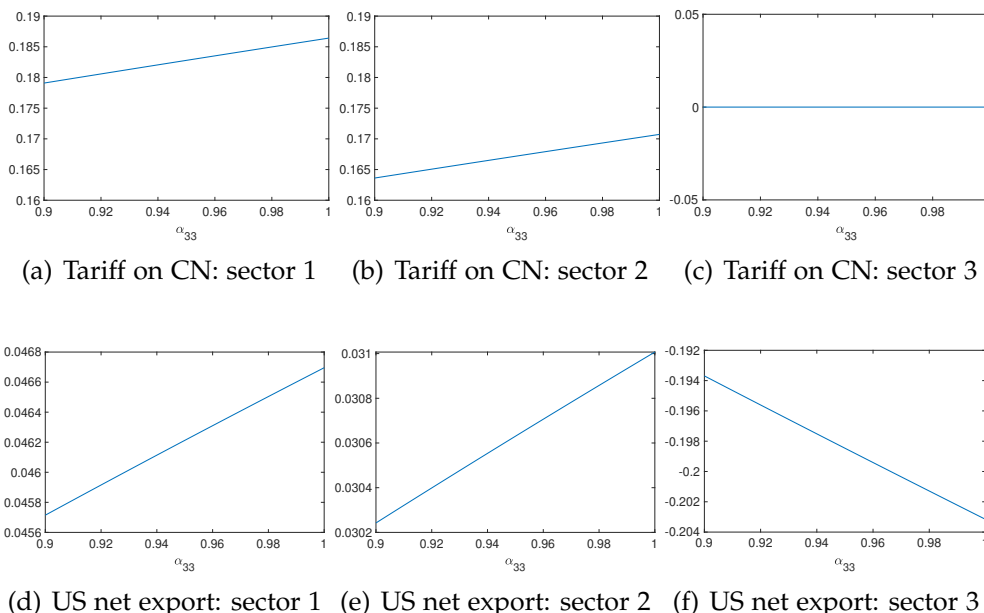 0.19
0.185
0.18
0.175
0.17
0.165
0.16
0.9 0.92 0.94 0.96 0.98 1
α33
(a) Tariff on CN: sector 1
0.19
0.185
0.18
0.175
0.17
0.165
0.16
0.9 0.92 0.94 0.96 0.98 1
α33
(b) Tariff on CN: sector 2
0.05
0
-0.05
0.9 0.92 0.94 0.96 0.98
α33
(c) Tariff on CN: sector 3
0.0468
0.0466
0.0464
0.0462
0.046
0.0458
0.0456
0.9 0.92 0.94 0.96 0.98 1
α33
(d) US net export: sector 1
0.031
0.0308
0.0306
0.0304
0.0302
0.9 0.92 0.94 0.96 0.98 1
α33
(e) US net export: sector 2
-0.192
-0.194
-0.196
-0.198
-0.2
-0.202
-0.204
0.9 0.92 0.94 0.96 0.98 1
α33
(f) US net export: sector 3